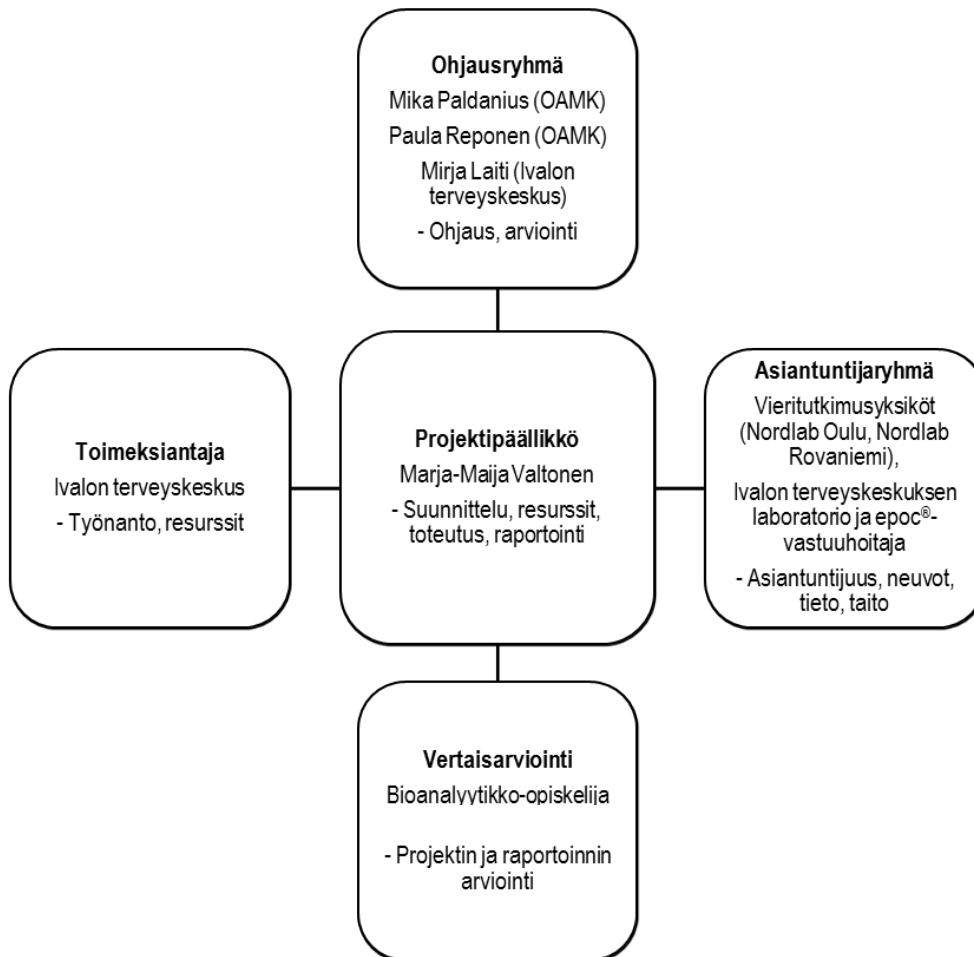 Ohjausryhmä
Mika Paldanius (OAMK)
Paula Reponen (OAMK)
Mirja Laiti (Ivalon
terveyskeskus)
- Ohjaus, arviointi
Toimeksiantaja
Ivalon terveyskeskus
- Työnanto, resurssit
Projektipäällikkö
Marja-Maija Valtonen
- Suunnittelu, resurssit,
toteutus, raportointi
Asiantuntijaryhmä
Vieritutkimusyksiköt
(Nordlab Oulu, Nordlab
Rovaniemi),
Ivalon terveyskeskuksen
laboratorio ja epoc®-
vastuuhoitaja
- Asiantuntijuus, neuvot,
tieto, taito
Vertaisarviointi
Bioanalyytikko-opiskelija
- Projektin ja raportoinnin
arviointi